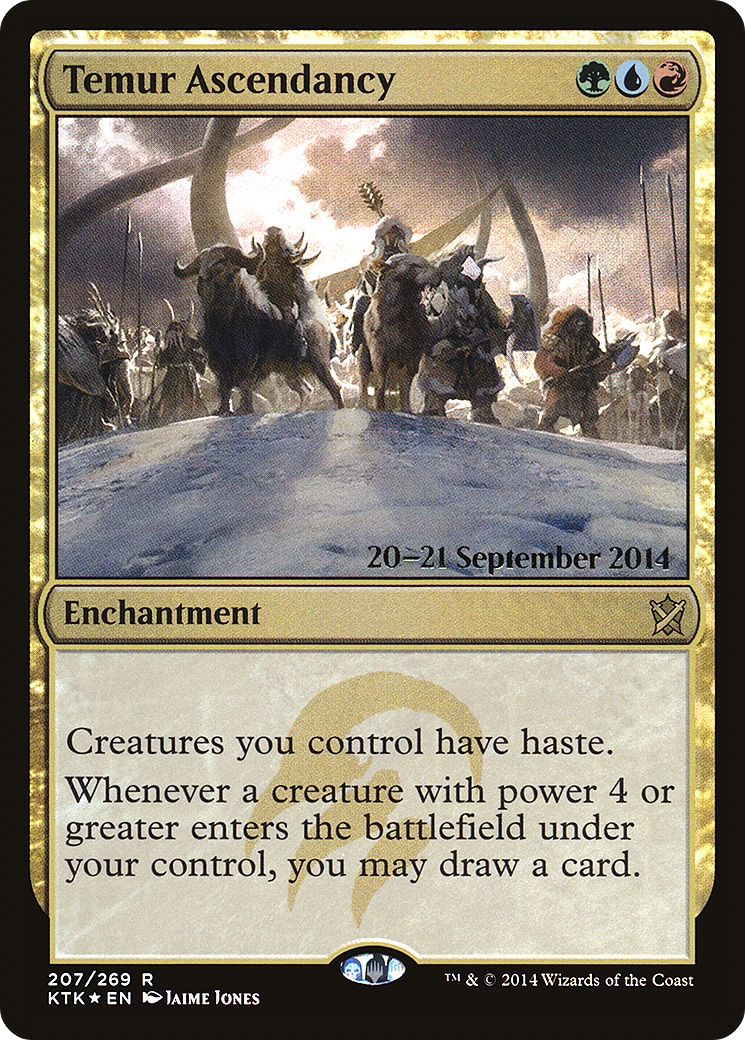 Temur Ascendancy
20–21 September 2014
Enchantment
Creatures you control have haste.
Whenever a creature with power 4 or
greater enters the battlefield under
your control, you may draw a card.
207/269 R
KTK★EN Jaime Jones
™ & © 2014 Wizards of the Coast